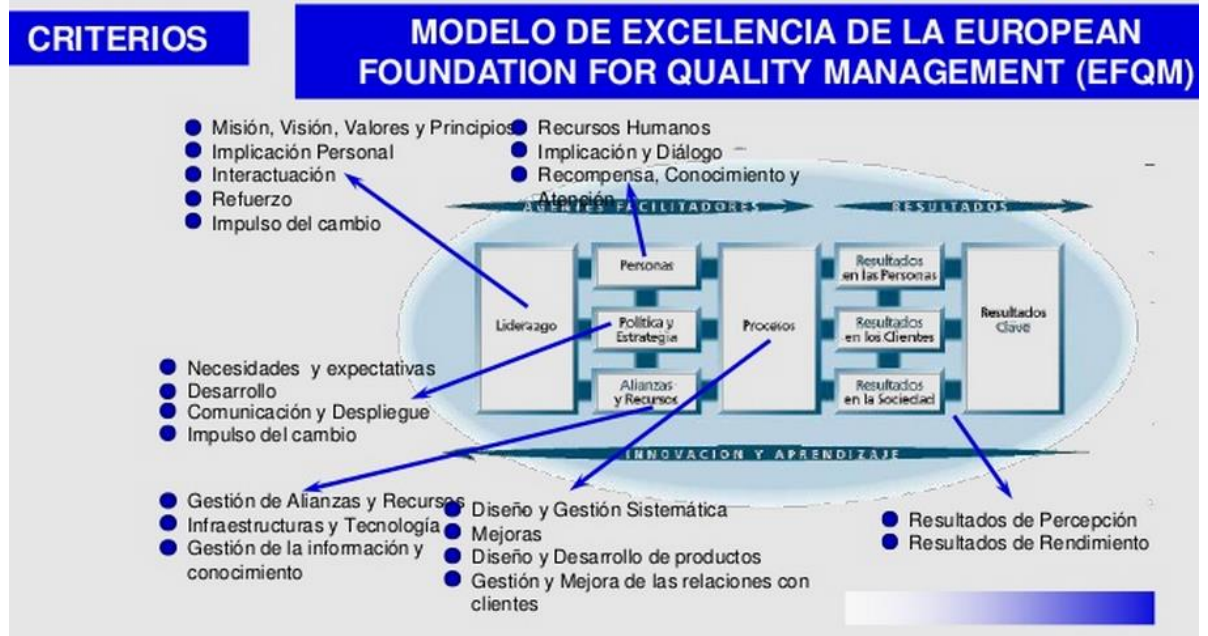 CRITERIOS
MODELO DE EXCELENCIA DE LA EUROPEAN
FOUNDATION FOR QUALITY MANAGEMENT (EFQM)
Misión, Visión, Valores y Principios
Implicación Personal
Interactuación
Refuerzo
Impulso del cambio
Recursos Humanos
Implicación y Diálogo
Recompensa, Conocimiento y
Atención
AGENTES FACILITADORES
RESULTADOS
Liderazgo
Personas
Política y
Estrategia
Alianzas
y Recursos
Procesos
Resultados
en las Personas
Resultados
en los Clientes
Resultados
en la Sociedad
Resultados
Clave
INNOVACION Y APRENDIZAJE
Necesidades y expectativas
Desarrollo
Comunicación y Despliegue
Impulso del cambio
Gestión de Alianzas y Recursos
Infraestructuras y Tecnología
Gestión de la información y
conocimiento
Diseño y Gestión Sistemática
Mejoras
Diseño y Desarrollo de productos
Gestión y Mejora de las relaciones con
clientes
Resultados de Percepción
Resultados de Rendimiento